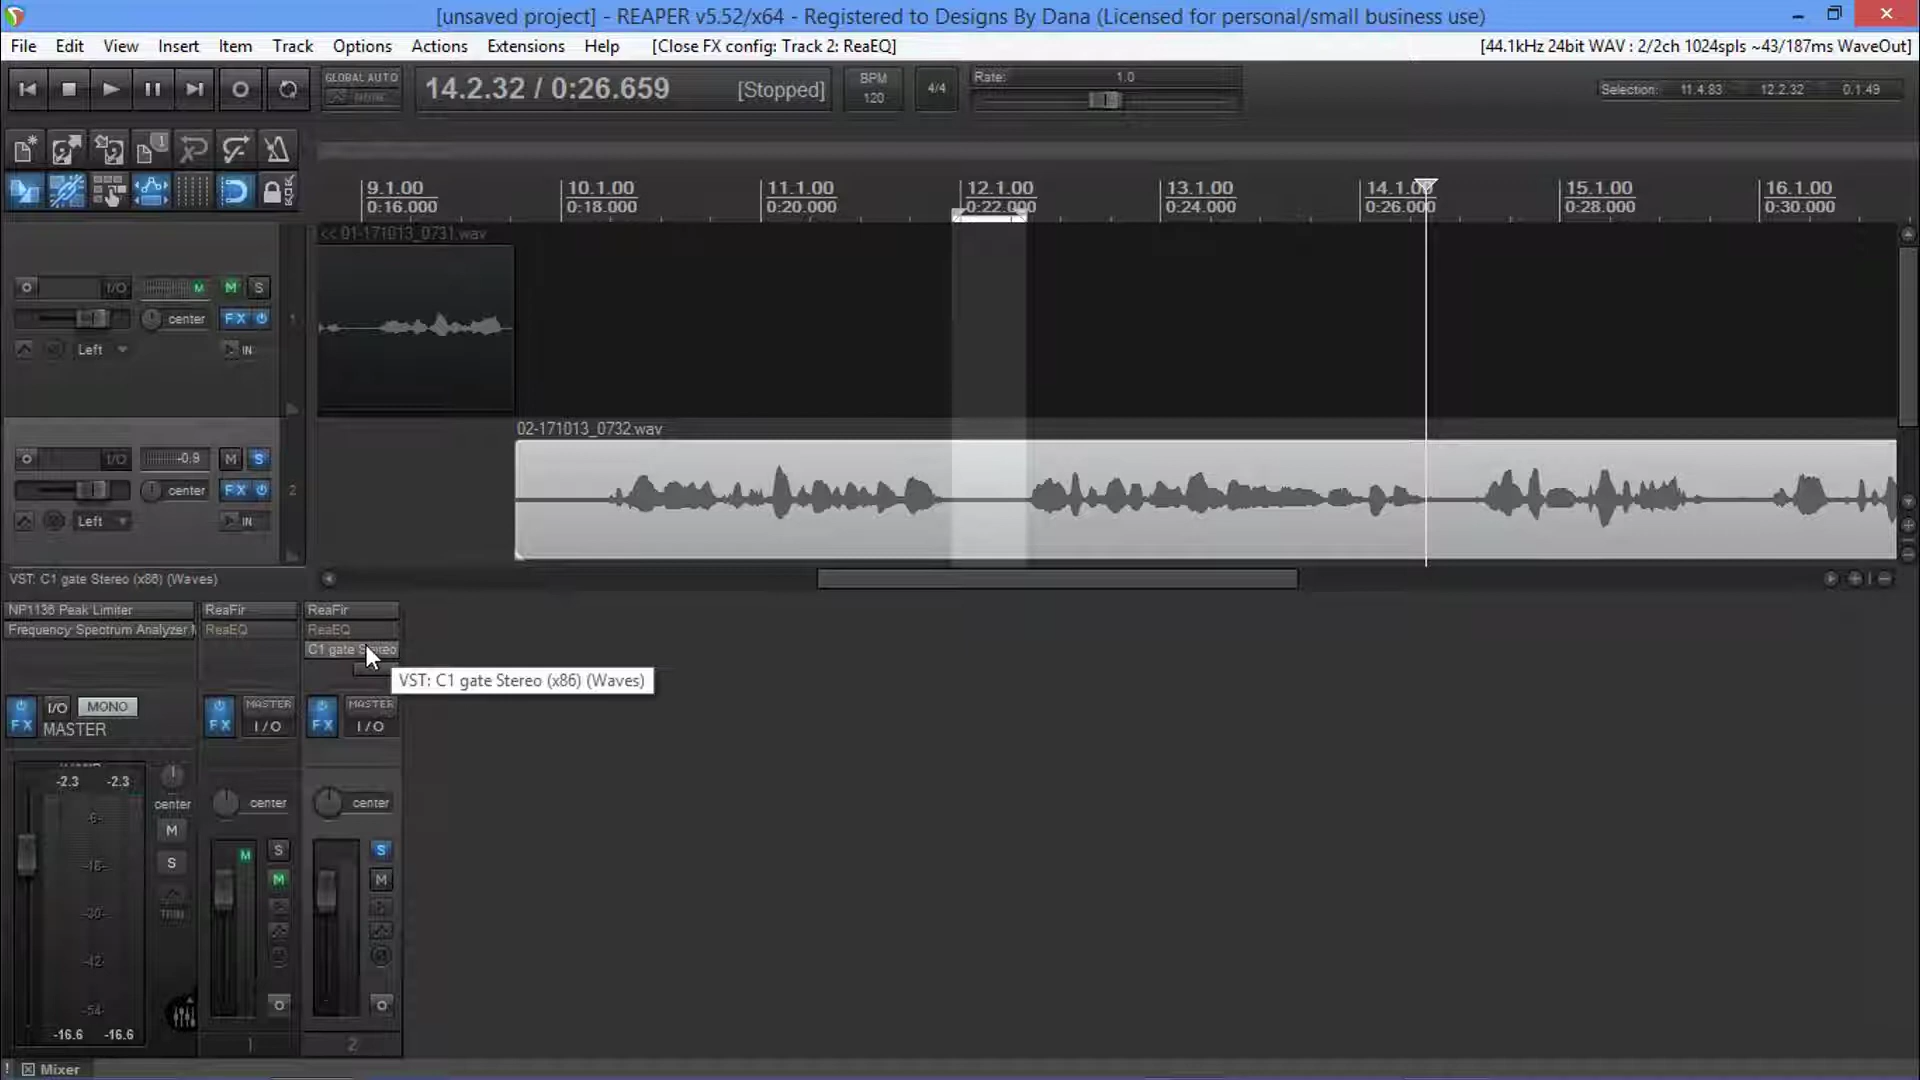 [unsaved project] - REAPER v5.52/x64 - Registered to Designs By Dana (Licensed for personal/small business use)
File Edit View Insert Item Track Options Actions Extensions Help [Close FX config: Track 2: ReaEQ] [44.1kHz 24bit WAV : 2/2ch 1024spls ~43/187ms WaveOut]
GLOBAL AUTO
NONE
14.2.32 / 0:26.659 [Stopped]
BPM
120
4/4
Rate: 1.0
Selection: 11.4.83 12.2.32 0.1.49
9.1.00 10.1.00 11.1.00 12.1.00 13.1.00 14.1.00 15.1.00 16.1.00
0:16.000 0:18.000 0:20.000 0:22.000 0:24.000 0:26.000 0:28.000 0:30.000
<< 01-171013_0731.wav
I/O M M S
center FX 1
Left IN
02-171013_0732.wav
I/O -0.9 M S
center FX 2
Left IN
VST: C1 gate Stereo (x86) (Waves)
NP1136 Peak Limiter ReaFir ReaFir
Frequency Spectrum Analyzer ReaEQ ReaEQ
C1 gate Stereo
VST: C1 gate Stereo (x86) (Waves)
FX I/O MONO
MASTER
FX MASTER I/O
FX MASTER I/O
-2.3 -2.3
center center center
-6-
-18-
-30-
-42-
-54-
-16.6 -16.6
M
S
TRIM
M S
M
S
M
1 2
! Mixer